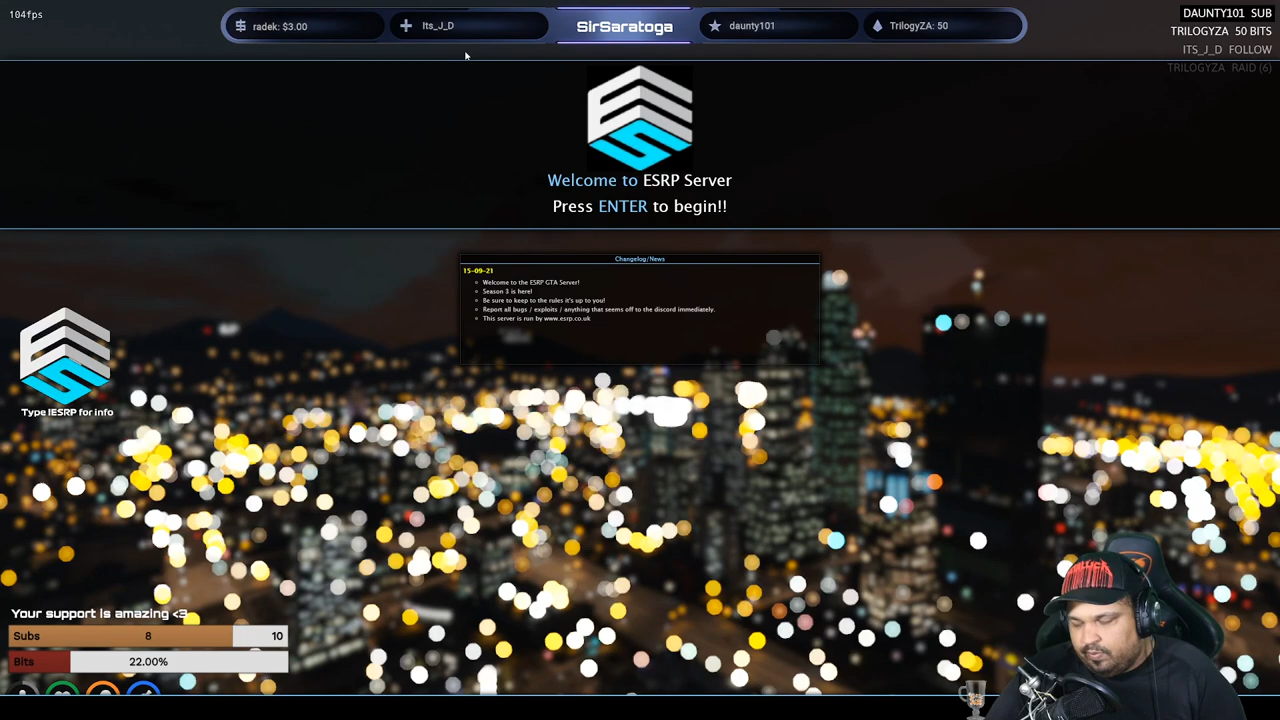 104fps
radek: $3.00
Its_J_D
SirSaratoga
daunty101
TrilogyZA: 50
DAUNTY101 SUB
TRILOGYZA 50 BITS
ITS_J_D FOLLOW
TRILOGYZA RAID (6)
Welcome to ESRP Server
Press ENTER to begin!!
Changelog/News
15-09-21
Welcome to the ESRP GTA Server!
Season 3 is here!
Be sure to keep to the rules it's up to you!
Report all bugs / exploits / anything that seems off to the discord immediately.
This server is run by www.esrp.co.uk
Type !ESRP for info
Your support is amazing <3
Subs 8 10
Bits 22.00%